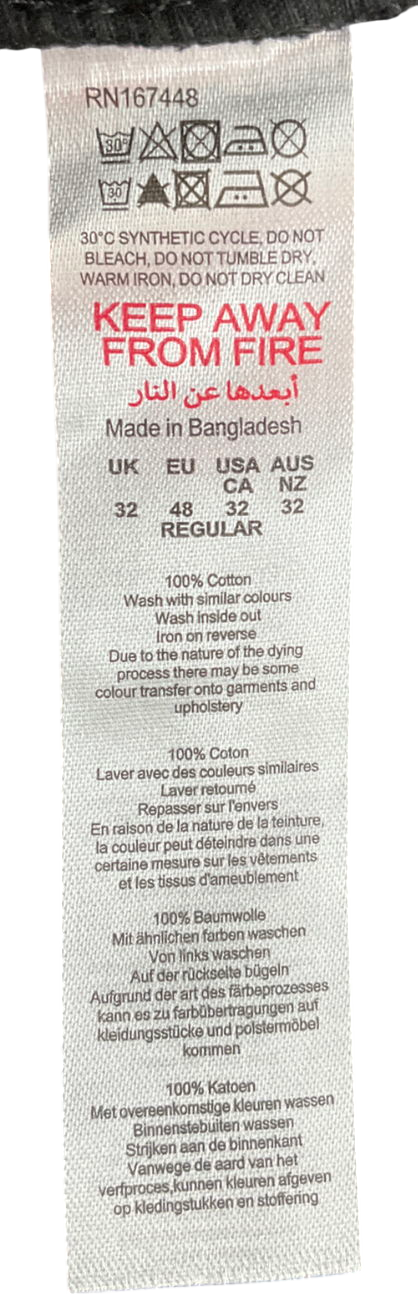 RN167448
30°
30
30°C SYNTHETIC CYCLE, DO NOT
BLEACH, DO NOT TUMBLE DRY,
WARM IRON, DO NOT DRY CLEAN
KEEP AWAY
FROM FIRE
أبعدها عن النار
Made in Bangladesh
UK EU USA AUS
CA NZ
32 48 32 32
REGULAR
100% Cotton
Wash with similar colours
Wash inside out
Iron on reverse
Due to the nature of the dying
process there may be some
colour transfer onto garments and
upholstery
100% Coton
Laver avec des couleurs similaires
Laver retourné
Repasser sur l'envers
En raison de la nature de la teinture,
la couleur peut déteindre dans une
certaine mesure sur les vêtements
et les tissus d'ameublement
100% Baumwolle
Mit ähnlichen farben waschen
Von links waschen
Auf der rückseite bügeln
Aufgrund der art des färbeprozesses
kann es zu farbübertragungen auf
kleidungsstücke und polstermöbel
kommen
100% Katoen
Met overeenkomstige kleuren wassen
Binnenstebuiten wassen
Strijken aan de binnenkant
Vanwege de aard van het
verfproces,kunnen kleuren afgeven
op kledingstukken en stoffering